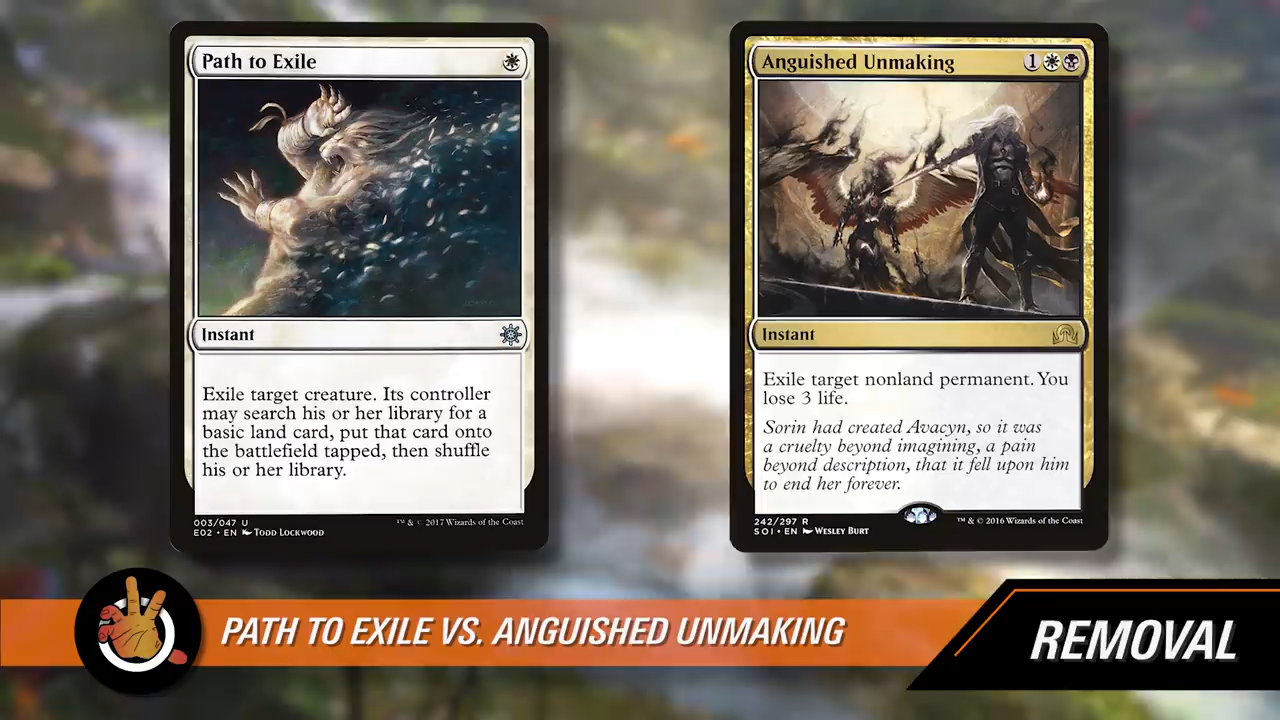 Path to Exile
Instant
Exile target creature. Its controller
may search his or her library for a
basic land card, put that card onto
the battlefield tapped, then shuffle
his or her library.
003/047 U
™ & © 2017 Wizards of the Coast
E02 • EN Todd Lockwood
Anguished Unmaking
1
Instant
Exile target nonland permanent. You
lose 3 life.
Sorin had created Avacyn, so it was
a cruelty beyond imagining, a pain
beyond description, that it fell upon him
to end her forever.
242/297 R
™ & © 2016 Wizards of the Coast
SOI • EN Wesley Burt
PATH TO EXILE VS. ANGUISHED UNMAKING
REMOVAL